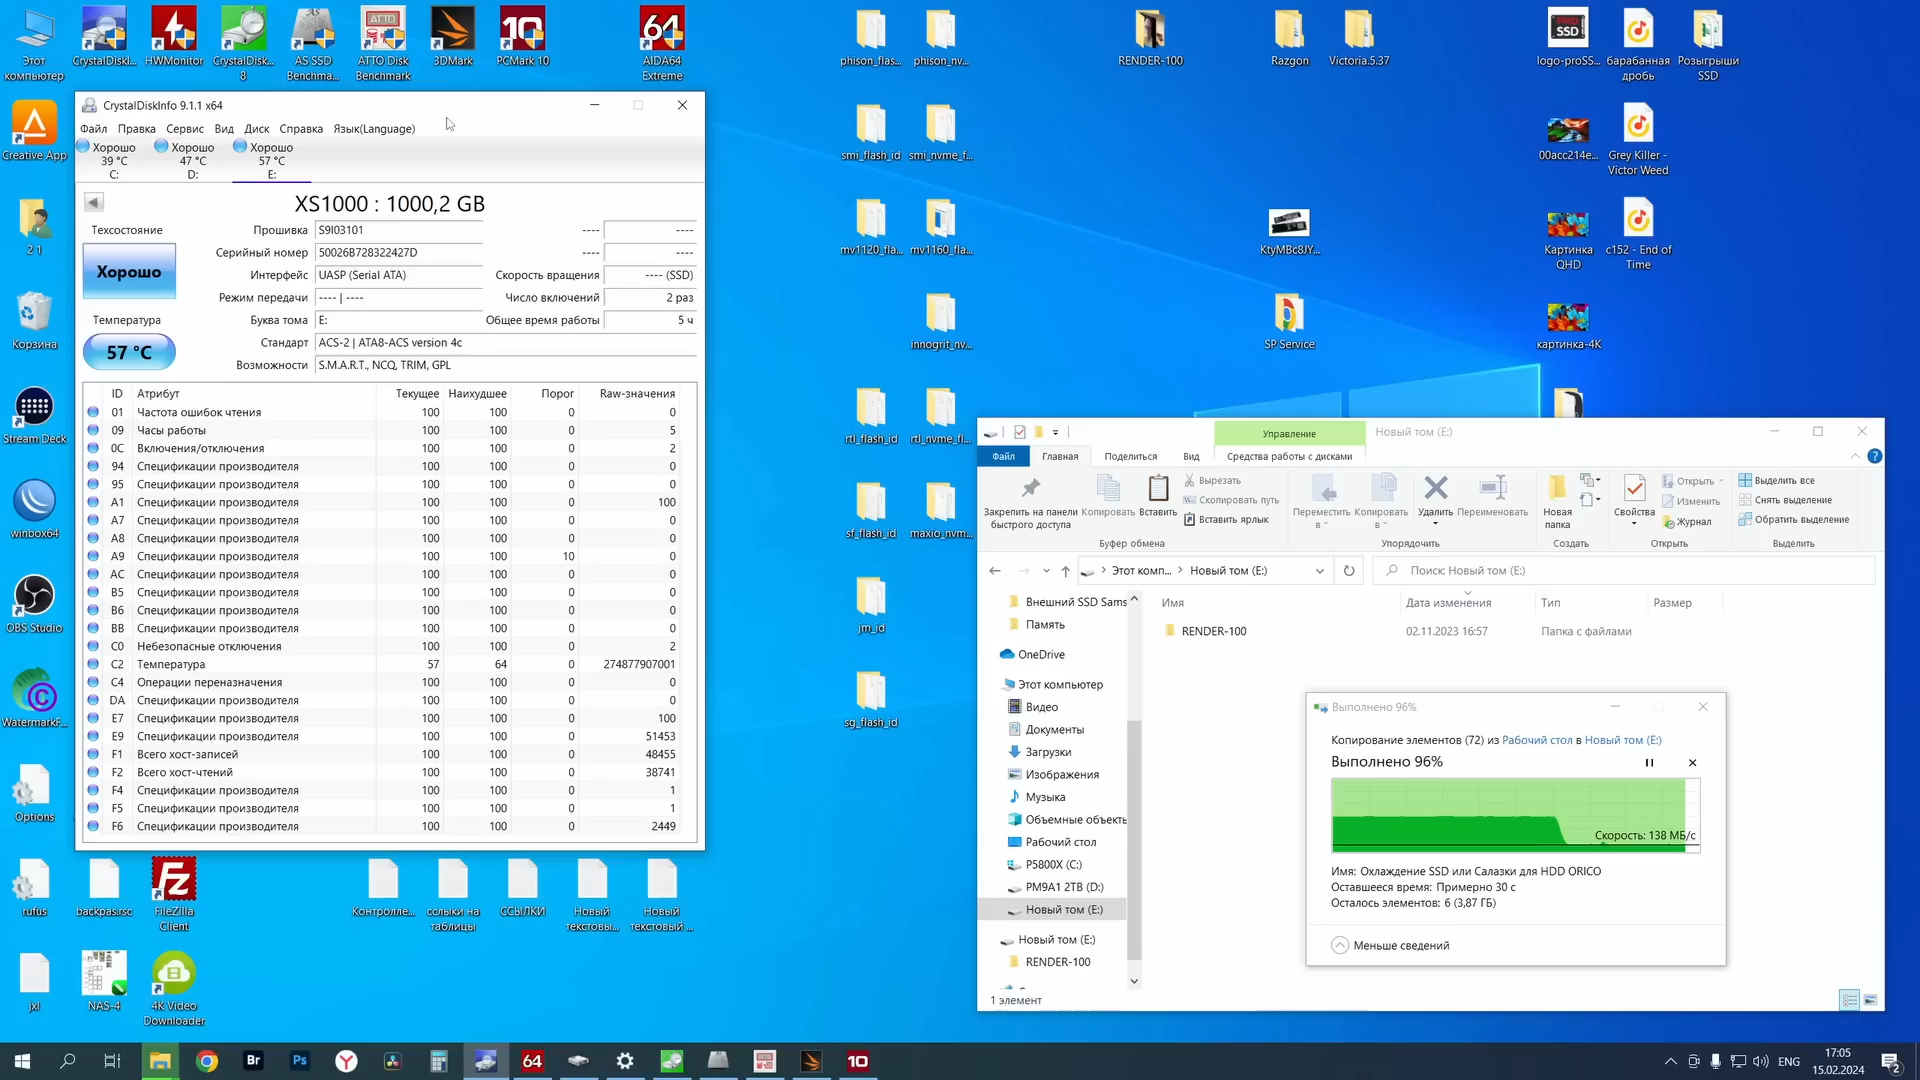 Этот компьютер
CrystalDiskI...
HWMonitor
CrystalDisk... 8
AS SSD Benchma...
ATTO Disk Benchmark
3DMark
PCMark 10
AIDA64 Extreme
phison_flas...
phison_nv...
RENDER-100
Razgon
Victoria.5.37
logo-proSS...
барабанная дробь
Розыгрыши SSD
Creative App
2 1
Корзина
Stream Deck
winbox64
OBS Studio
WatermarkF...
Options
rufus
backpas.rsc
FileZilla Client
jxl
NAS-4
4K Video Downloader
Контролле...
сслыки на таблицы
ССЫЛКИ
Новый текстовы...
Новый текстовый ...
smi_flash_id
smi_nvme_f...
mv1120_fla...
mv1160_fla...
innogrit_nv...
rtl_flash_id
rtl_nvme_fl...
sf_flash_id
maxio_nvm...
jm_id
sg_flash_id
KtyMBc8JY...
SP Service
00acc214e...
Grey Killer - Victor Weed
Картинка QHD
c152 - End of Time
картинка-4K
CrystalDiskInfo 9.1.1 x64
Файл Правка Сервис Вид Диск Справка Язык(Language)
Хорошо Хорошо Хорошо
39 °C 47 °C 57 °C
C: D: E:
XS1000 : 1000,2 GB
Техсостояние
Хорошо
Температура
57 °C
Прошивка S9I03101 ---- ----
Серийный номер 50026B728322427D ---- ----
Интерфейс UASP (Serial ATA) Скорость вращения ---- (SSD)
Режим передачи ---- | ---- Число включений 2 раз
Буква тома E: Общее время работы 5 ч
Стандарт ACS-2 | ATA8-ACS version 4c
Возможности S.M.A.R.T., NCQ, TRIM, GPL
ID Атрибут Текущее Наихудшее Порог Raw-значения
01 Частота ошибок чтения 100 100 0 0
09 Часы работы 100 100 0 5
0C Включения/отключения 100 100 0 2
94 Спецификации производителя 100 100 0 0
95 Спецификации производителя 100 100 0 0
A1 Спецификации производителя 100 100 0 100
A7 Спецификации производителя 100 100 0 0
A8 Спецификации производителя 100 100 0 0
A9 Спецификации производителя 100 100 10 0
AC Спецификации производителя 100 100 0 0
B5 Спецификации производителя 100 100 0 0
B6 Спецификации производителя 100 100 0 0
BB Спецификации производителя 100 100 0 0
C0 Небезопасные отключения 100 100 0 2
C2 Температура 57 64 0 274877907001
C4 Операции переназначения 100 100 0 0
DA Спецификации производителя 100 100 0 0
E7 Спецификации производителя 100 100 0 100
E9 Спецификации производителя 100 100 0 51453
F1 Всего хост-записей 100 100 0 48455
F2 Всего хост-чтений 100 100 0 38741
F4 Спецификации производителя 100 100 0 1
F5 Спецификации производителя 100 100 0 1
F6 Спецификации производителя 100 100 0 2449
Управление Новый том (E:)
Файл Главная Поделиться Вид Средства работы с дисками
Закрепить на панели быстрого доступа
Копировать
Вставить
Вырезать
Скопировать путь
Вставить ярлык
Буфер обмена
Переместить в
Копировать в
Удалить
Переименовать
Упорядочить
Новая папка
Создать
Свойства
Открыть
Изменить
Журнал
Открыть
Выделить все
Снять выделение
Обратить выделение
Выделить
Этот комп... Новый том (E:)
Поиск: Новый том (E:)
Имя Дата изменения Тип Размер
RENDER-100 02.11.2023 16:57 Папка с файлами
Внешний SSD Sams
Память
OneDrive
Этот компьютер
Видео
Документы
Загрузки
Изображения
Музыка
Объемные объекть
Рабочий стол
P5800X (C:)
PM9A1 2TB (D:)
Новый том (E:)
Новый том (E:)
RENDER-100
1 элемент
Выполнено 96%
Копирование элементов (72) из Рабочий стол в Новый том (E:)
Выполнено 96%
Скорость: 138 МБ/с
Имя: Охлаждение SSD или Салазки для HDD ORICO
Оставшееся время: Примерно 30 с
Осталось элементов: 6 (3,87 ГБ)
Меньше сведений
Br
Ps
64
10
ENG
17:05
15.02.2024
2